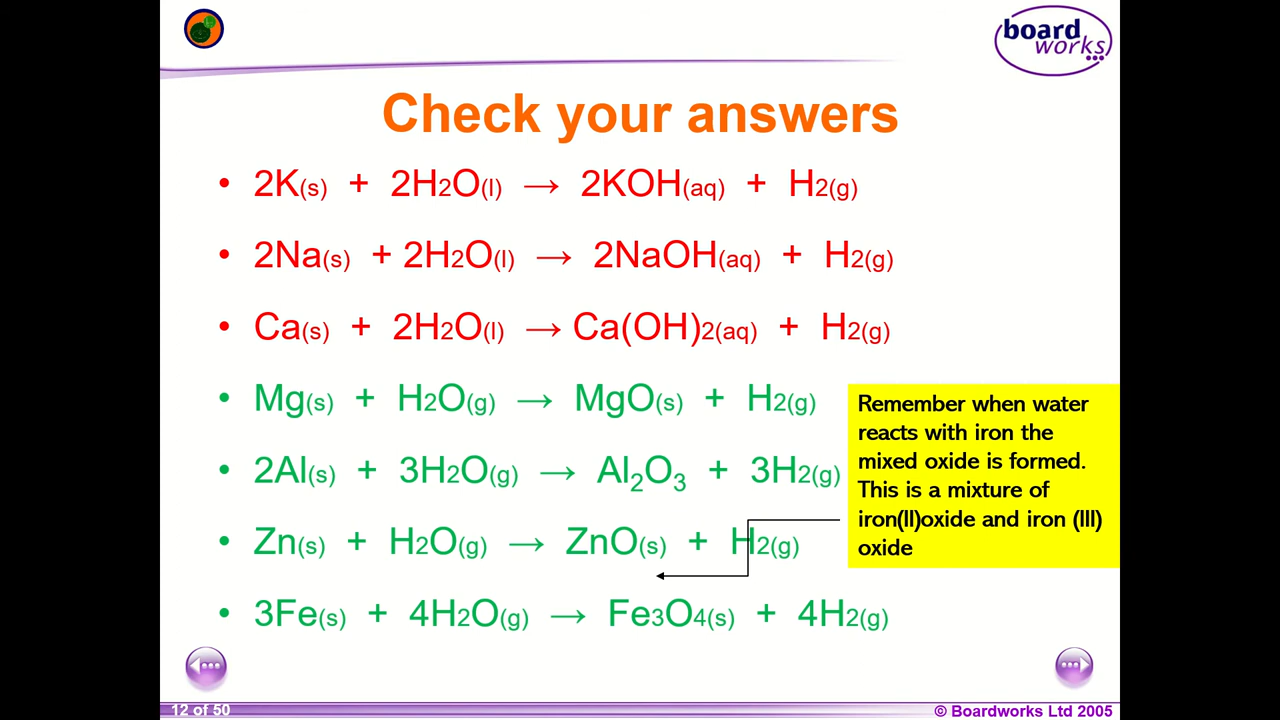 board
works
Check your answers
• 2K(s) + 2H2O(l) → 2KOH(aq) + H2(g)
• 2Na(s) + 2H2O(l) → 2NaOH(aq) + H2(g)
• Ca(s) + 2H2O(l) → Ca(OH)2(aq) + H2(g)
• Mg(s) + H2O(g) → MgO(s) + H2(g)
• 2Al(s) + 3H2O(g) → Al₂O₃ + 3H2(g)
• Zn(s) + H2O(g) → ZnO(s) + H2(g)
• 3Fe(s) + 4H2O(g) → Fe3O4(s) + 4H2(g)
Remember when water
reacts with iron the
mixed oxide is formed.
This is a mixture of
iron(II)oxide and iron (III)
oxide
12 of 50
© Boardworks Ltd 2005